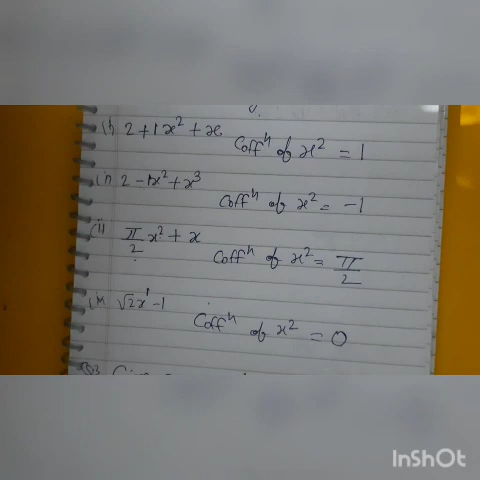 (i) 2+1x²+x Coffⁿ of x² = 1
(ii) 2-1x²+x³ Coffⁿ of x² = -1
(iii) π/2 x²+x Coffⁿ of x² = π/2
(iv) √2x¹-1 Coffⁿ of x² = 0
InShOt